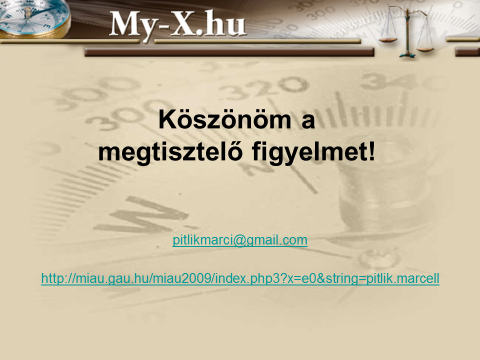 My-X.hu
Köszönöm a
megtisztelő figyelmet!
pitlikmarci@gmail.com
http://miau.gau.hu/miau2009/index.php3?x=e0&string=pitlik.marcell